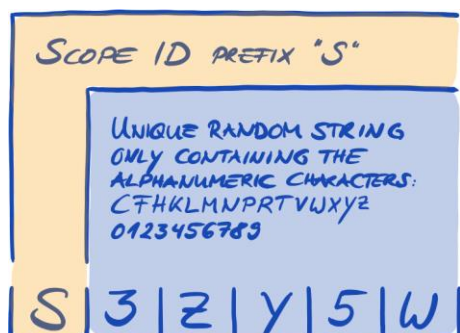 SCOPE ID PREFIX "S"
UNIQUE RANDOM STRING
ONLY CONTAINING THE
ALPHANUMERIC CHARACTERS:
CFHKLMNPRTVWXYZ
0123456789
S|3|Z|Y|5|W